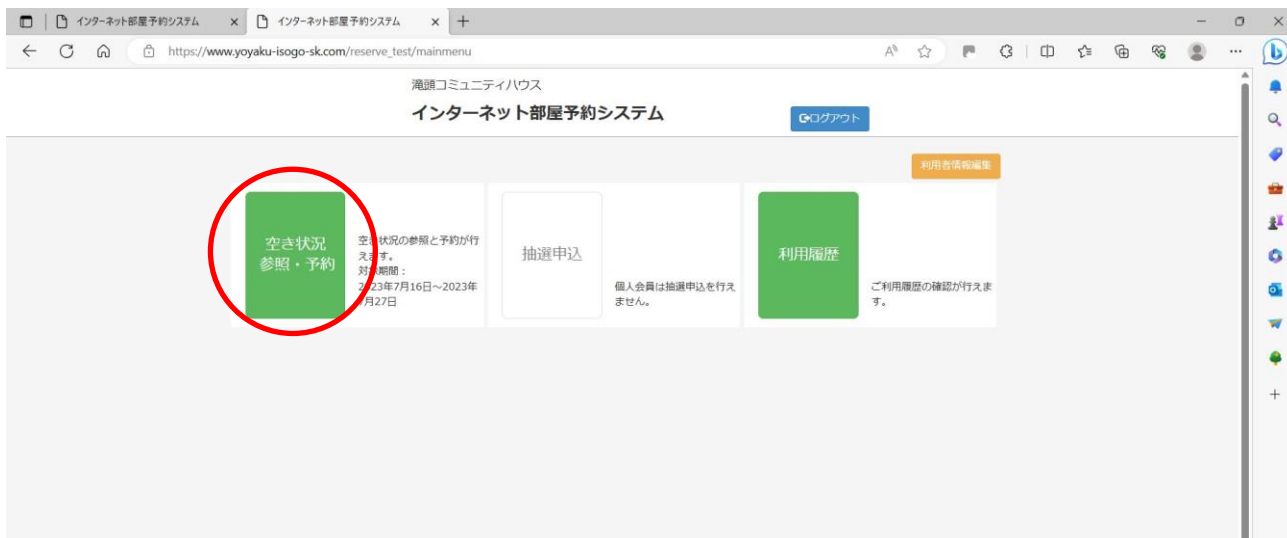 インターネット部屋予約システム
インターネット部屋予約システム
https://www.yoyaku-isogo-sk.com/reserve_test/mainmenu
滝頭コミュニティハウス
インターネット部屋予約システム
ログアウト
利用者情報編集
空き状況
参照・予約
空き状況の参照と予約が行
えます。
対象期間：
2023年7月16日～2023年
7月27日
抽選申込
個人会員は抽選申込を行え
ません。
利用履歴
ご利用履歴の確認が行えま
す。